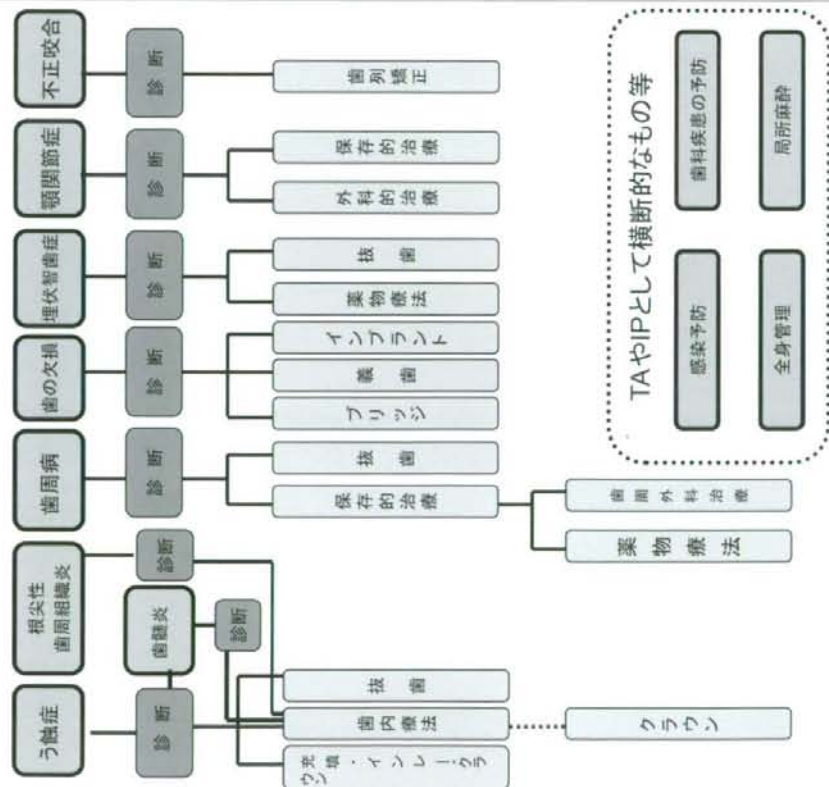 う蝕症
根尖性
歯周組織炎
歯周病
歯の欠損
埋伏智歯症
顎関節症
不正咬合
診断
歯髄炎
診断
診断
診断
診断
診断
診断
診断
充填・インレー・クラウン
歯内療法
抜歯
クラウン
保存的治療
抜歯
薬物療法
歯周外科治療
ブリッジ
義歯
インプラント
薬物療法
抜歯
外科的治療
保存的治療
歯列矯正
TAやIPとして横断的なもの等
感染予防
歯科疾患の予防
全身管理
局所麻酔